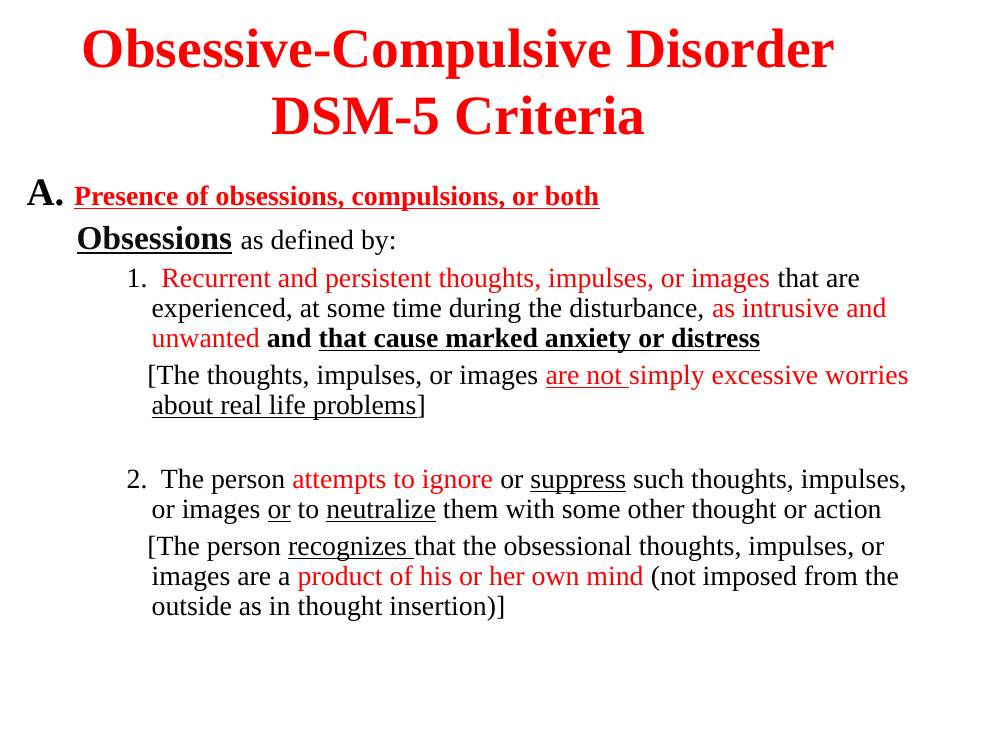 Obsessive-Compulsive Disorder
DSM-5 Criteria
A. Presence of obsessions, compulsions, or both
Obsessions as defined by:
1. Recurrent and persistent thoughts, impulses, or images that are
experienced, at some time during the disturbance, as intrusive and
unwanted and that cause marked anxiety or distress
[The thoughts, impulses, or images are not simply excessive worries
about real life problems]
2. The person attempts to ignore or suppress such thoughts, impulses,
or images or to neutralize them with some other thought or action
[The person recognizes that the obsessional thoughts, impulses, or
images are a product of his or her own mind (not imposed from the
outside as in thought insertion)]